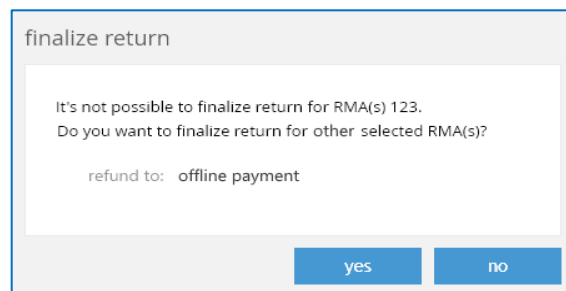 finalize return
It's not possible to finalize return for RMA(s) 123.
Do you want to finalize return for other selected RMA(s)?
refund to: offline payment
yes no